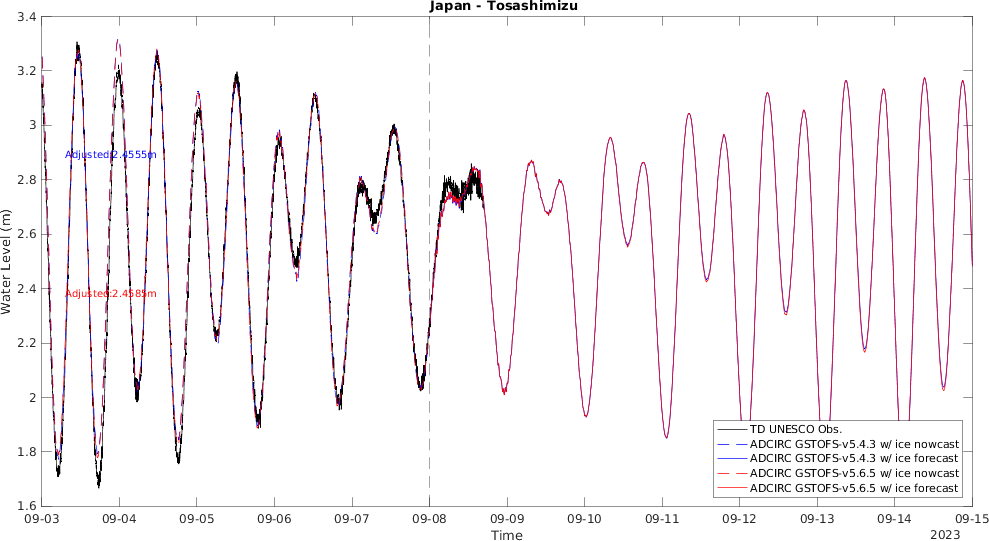 Japan - Tosashimizu
3.4
3.2
3
2.8
2.6
2.4
2.2
2
1.8
1.6
Water Level (m)
Adjusted:2.4555m
Adjusted:2.4585m
TD UNESCO Obs.
ADCIRC GSTOFS-v5.4.3 w/ ice nowcast
ADCIRC GSTOFS-v5.4.3 w/ ice forecast
ADCIRC GSTOFS-v5.6.5 w/ ice nowcast
ADCIRC GSTOFS-v5.6.5 w/ ice forecast
09-03 09-04 09-05 09-06 09-07 09-08 09-09 09-10 09-11 09-12 09-13 09-14 09-15
Time
2023